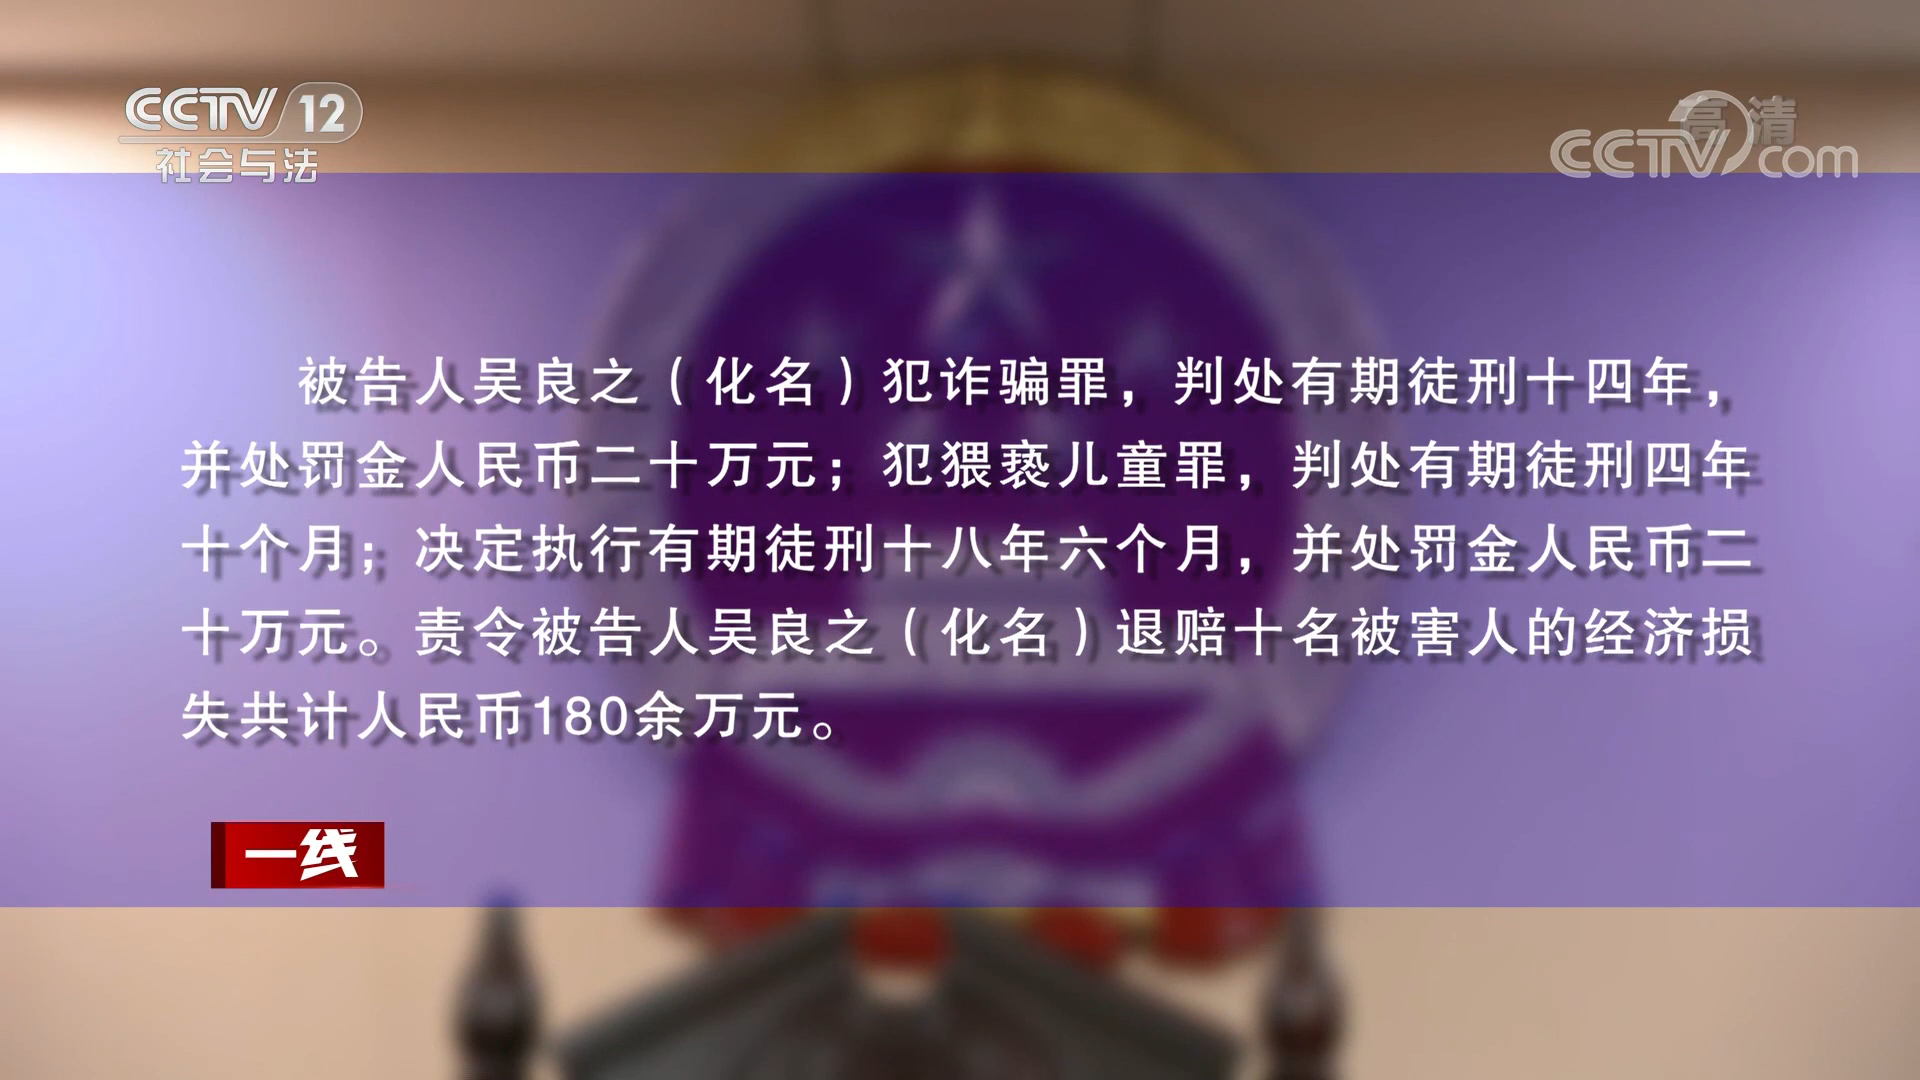 CCTV 12
社会与法
高清
CCTV.com
被告人吴良之（化名）犯诈骗罪，判处有期徒刑十四年，
并处罚金人民币二十万元；犯猥亵儿童罪，判处有期徒刑四年
十个月；决定执行有期徒刑十八年六个月，并处罚金人民币二
十万元。责令被告人吴良之（化名）退赔十名被害人的经济损
失共计人民币180余万元。
一线